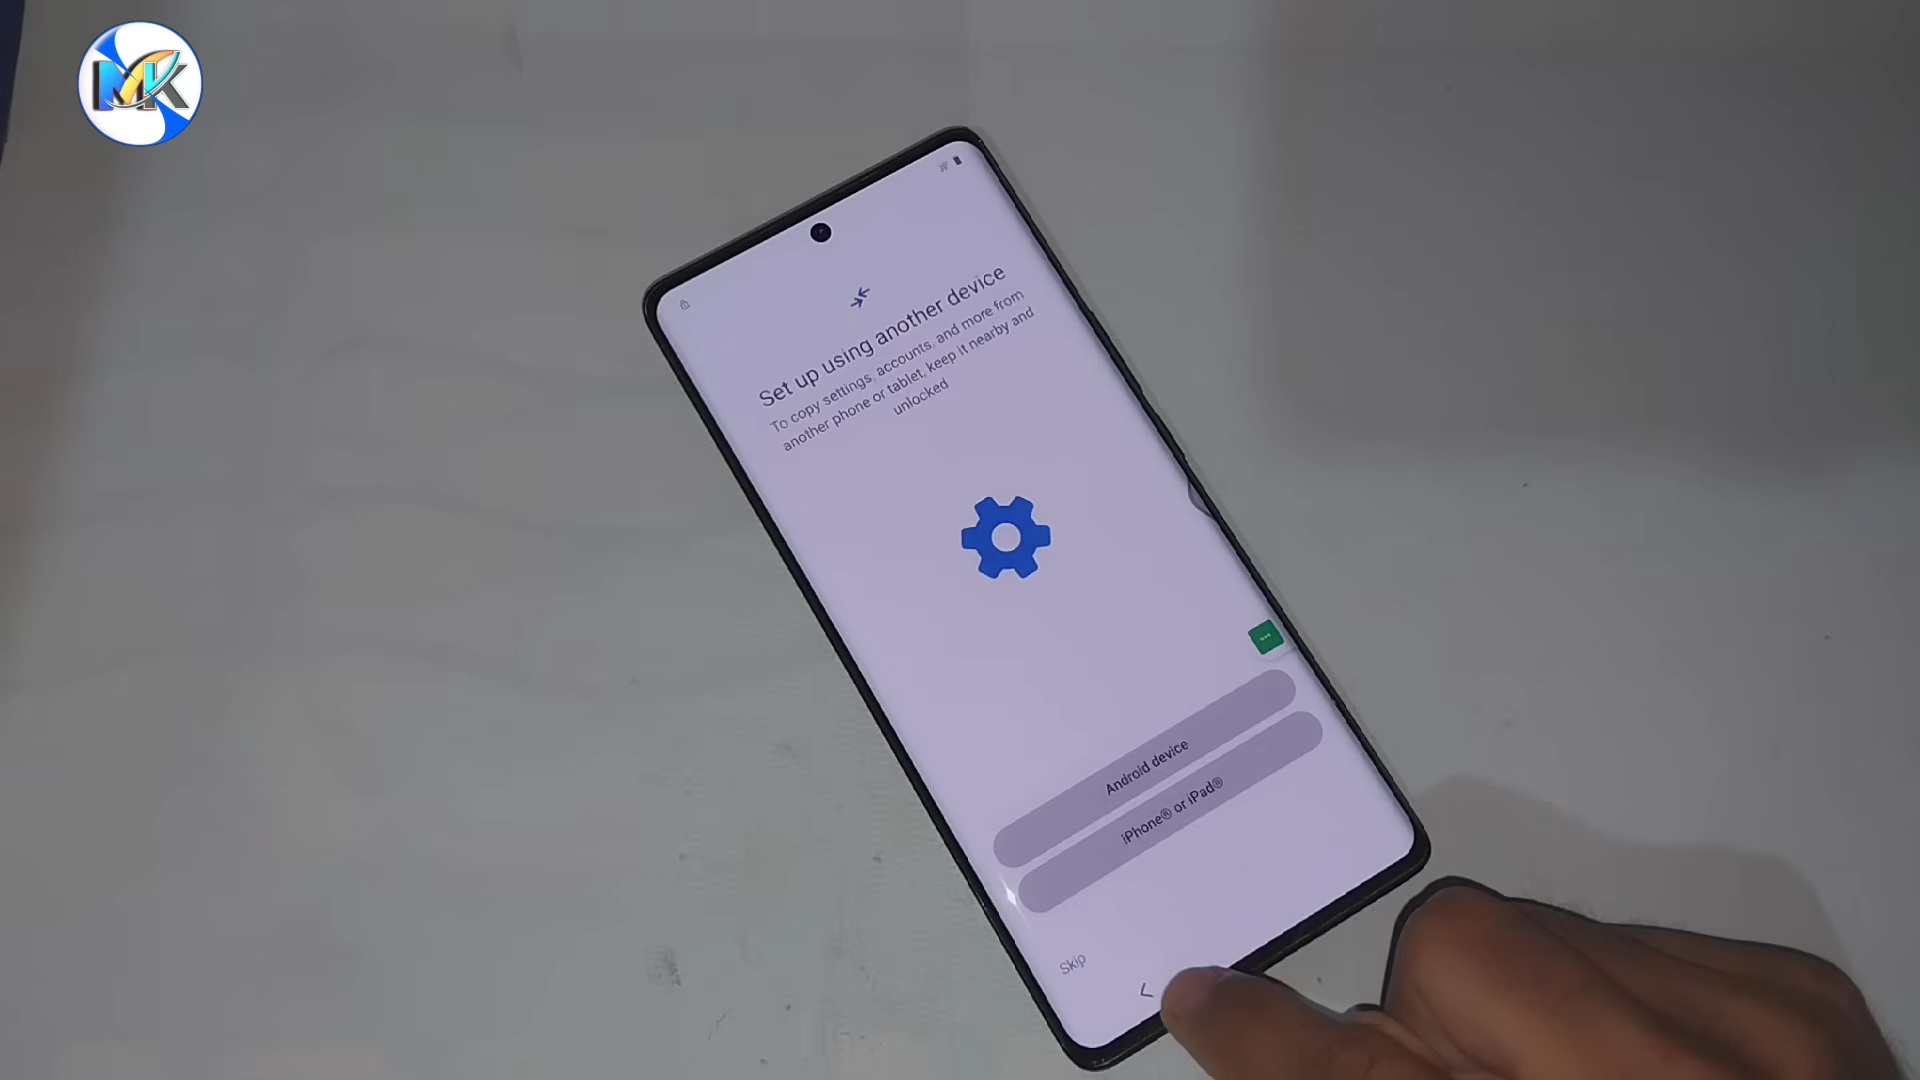 MK
Set up using another device
To copy settings, accounts, and more from
another phone or tablet, keep it nearby and
unlocked
Android device
iPhone® or iPad®
Skip